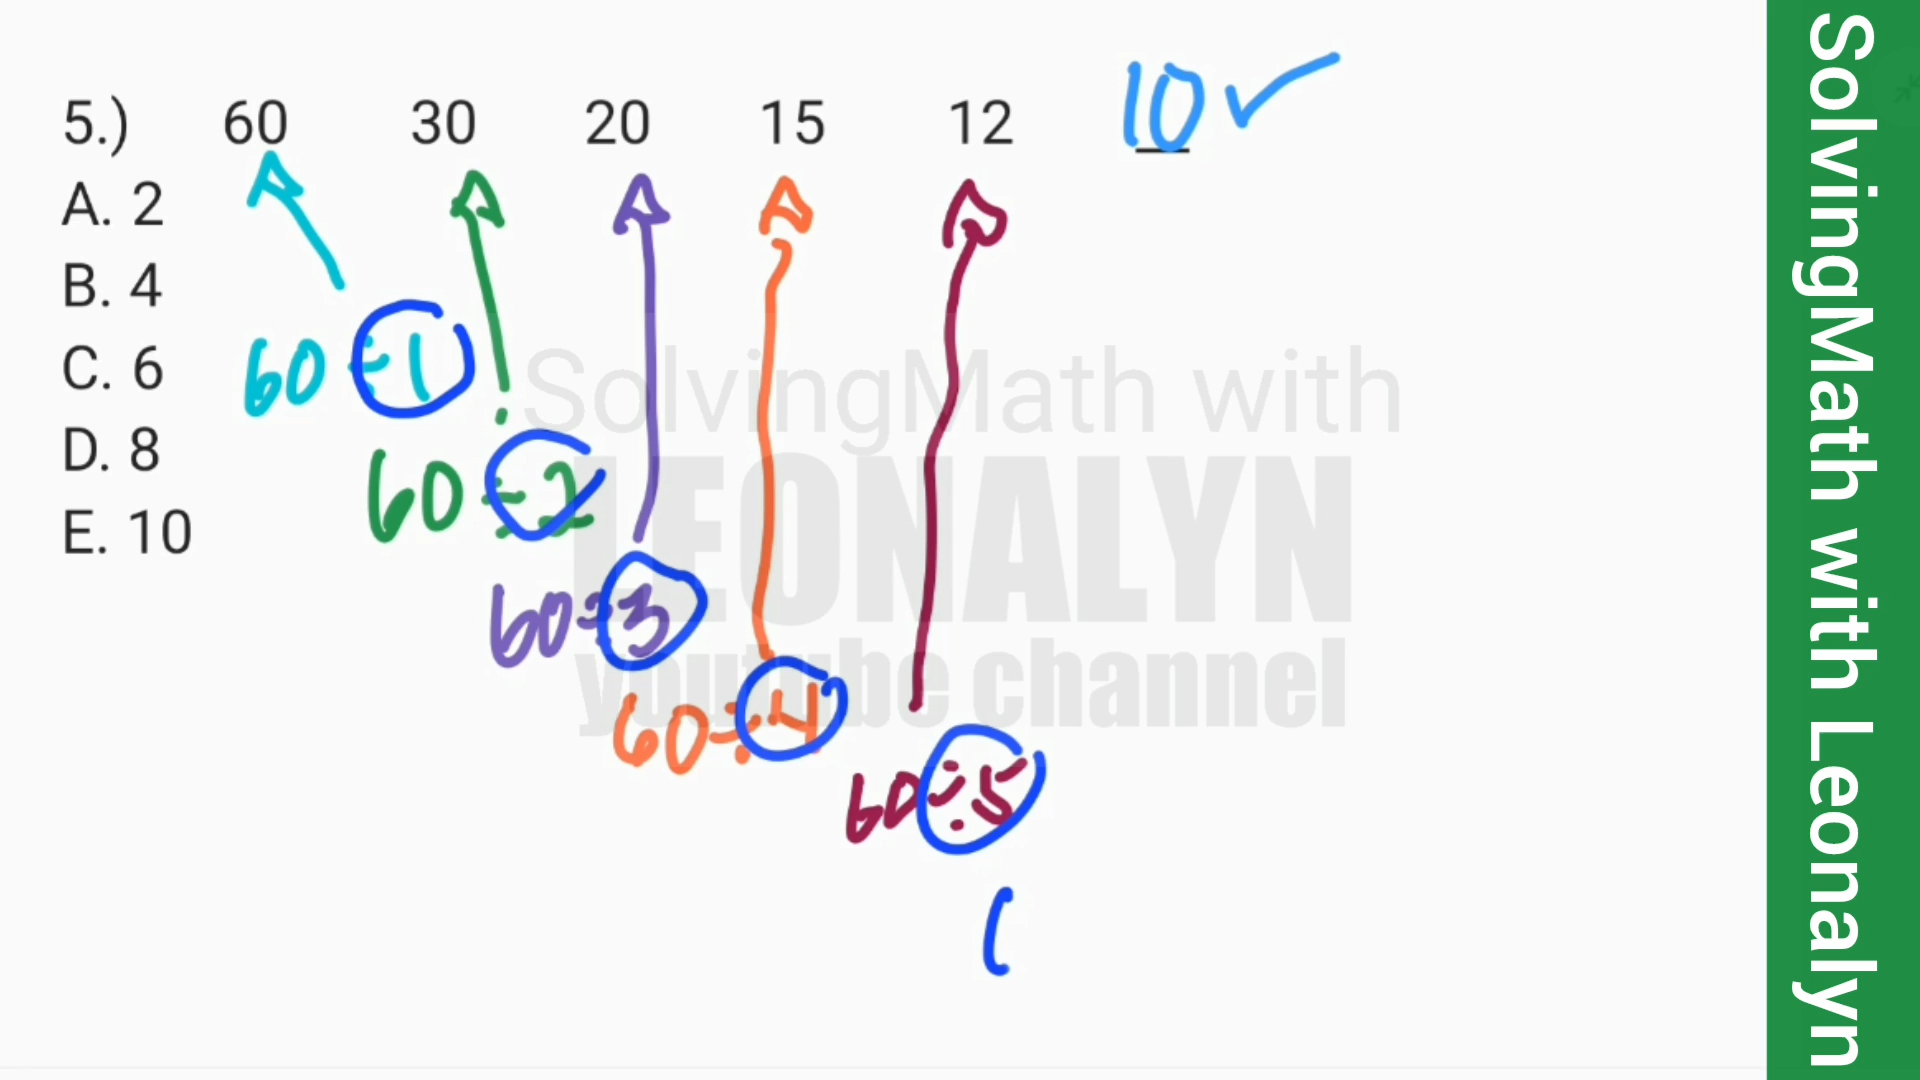 5.) 60 30 20 15 12 10 ✓
A. 2
B. 4
C. 6
D. 8
E. 10
60 ÷ 1
60 ÷ 2
60 ÷ 3
60 ÷ 4
60 ÷ 5
(
SolvingMath with
LEONALYN
youtube channel
SolvingMath with Leonalyn